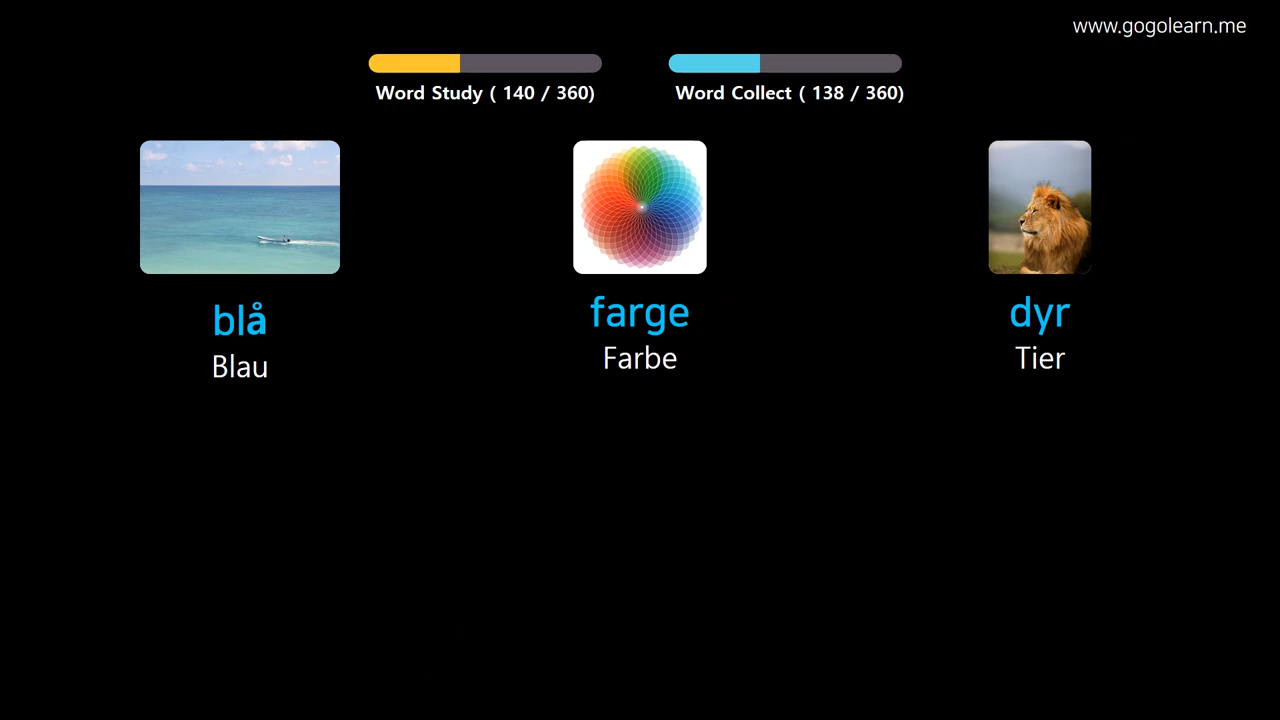 www.gogolearn.me
Word Study ( 140 / 360)
Word Collect ( 138 / 360)
blå
farge
dyr
Blau
Farbe
Tier